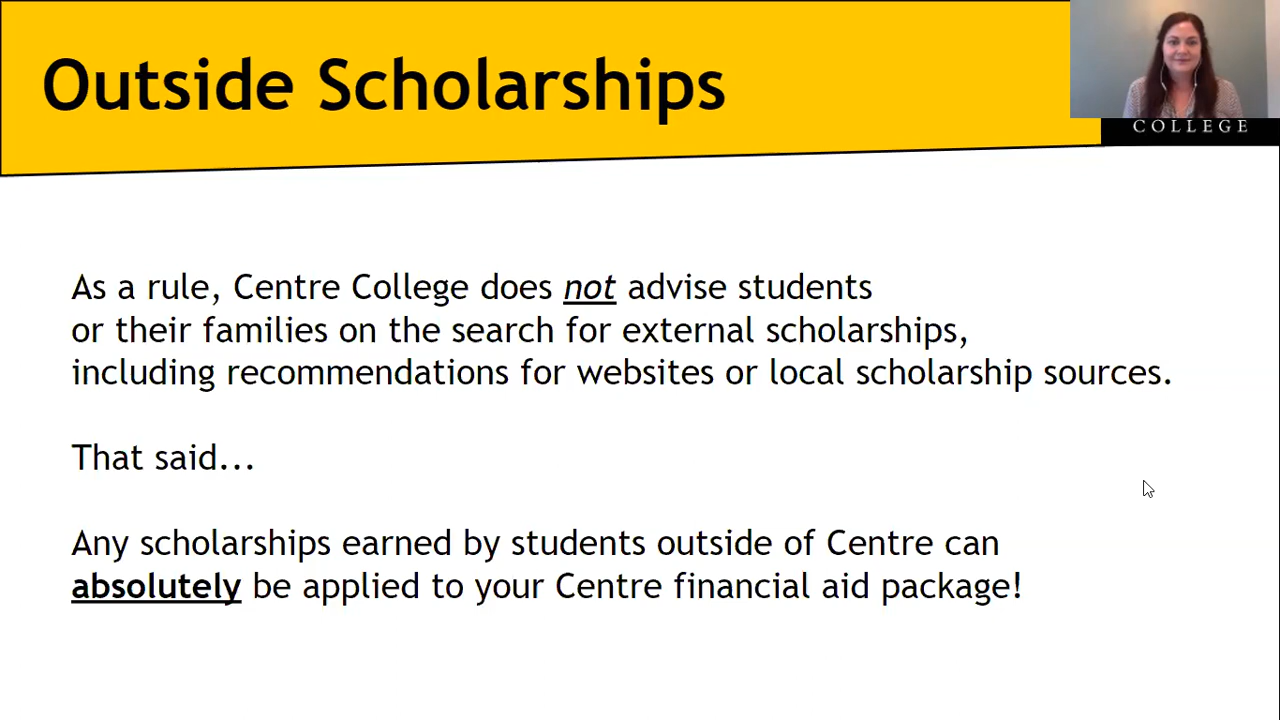 Outside Scholarships
COLLEGE
As a rule, Centre College does not advise students
or their families on the search for external scholarships,
including recommendations for websites or local scholarship sources.
That said...
Any scholarships earned by students outside of Centre can
absolutely be applied to your Centre financial aid package!